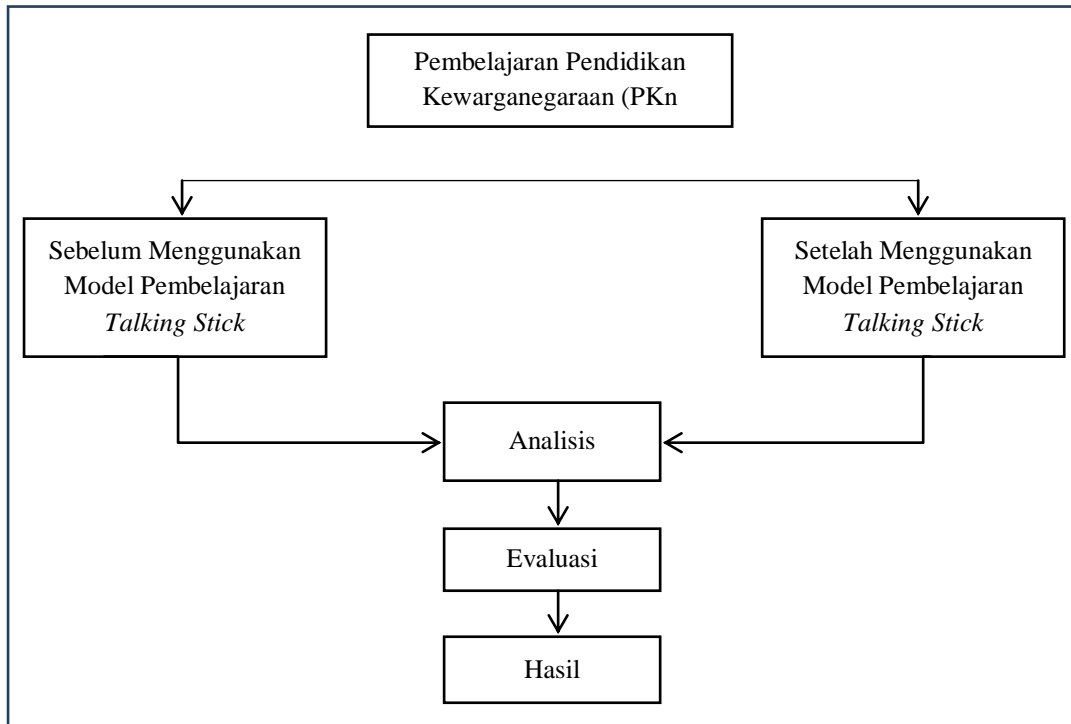 Pembelajaran Pendidikan
Kewarganegaraan (PKn
Sebelum Menggunakan
Model Pembelajaran
Talking Stick
Setelah Menggunakan
Model Pembelajaran
Talking Stick
Analisis
Evaluasi
Hasil